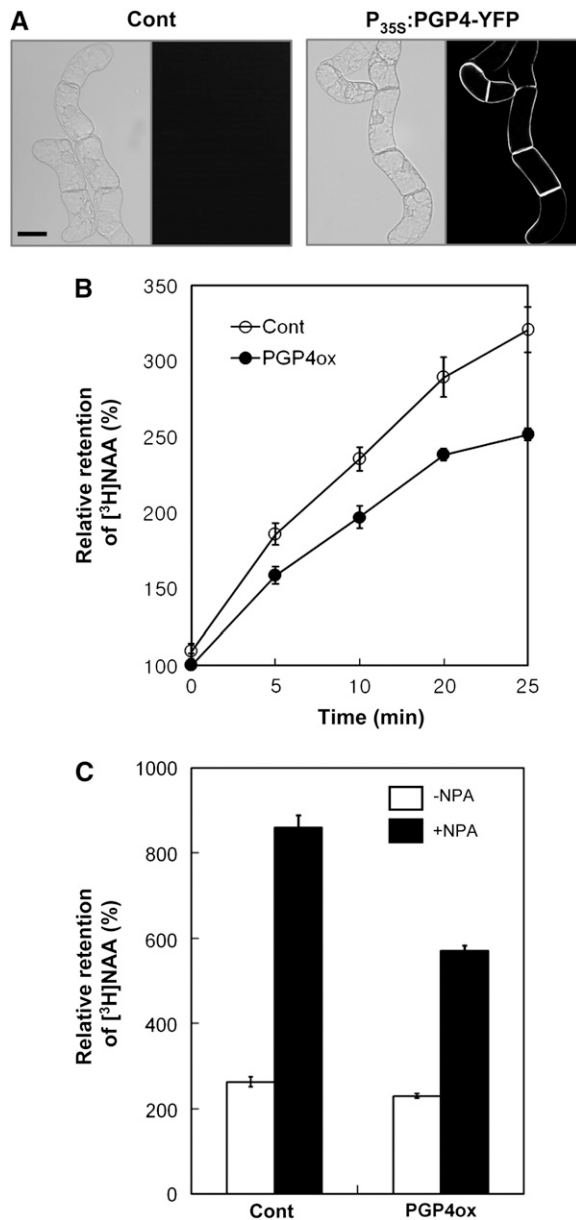 A
Cont
P35S:PGP4-YFP
B
350
300
250
200
150
100
Relative retention
of [³H]NAA (%)
Cont
PGP4ox
0
5
10
20
25
Time (min)
C
1000
800
600
400
200
0
Relative retention
of [³H]NAA (%)
-NPA
+NPA
Cont
PGP4ox